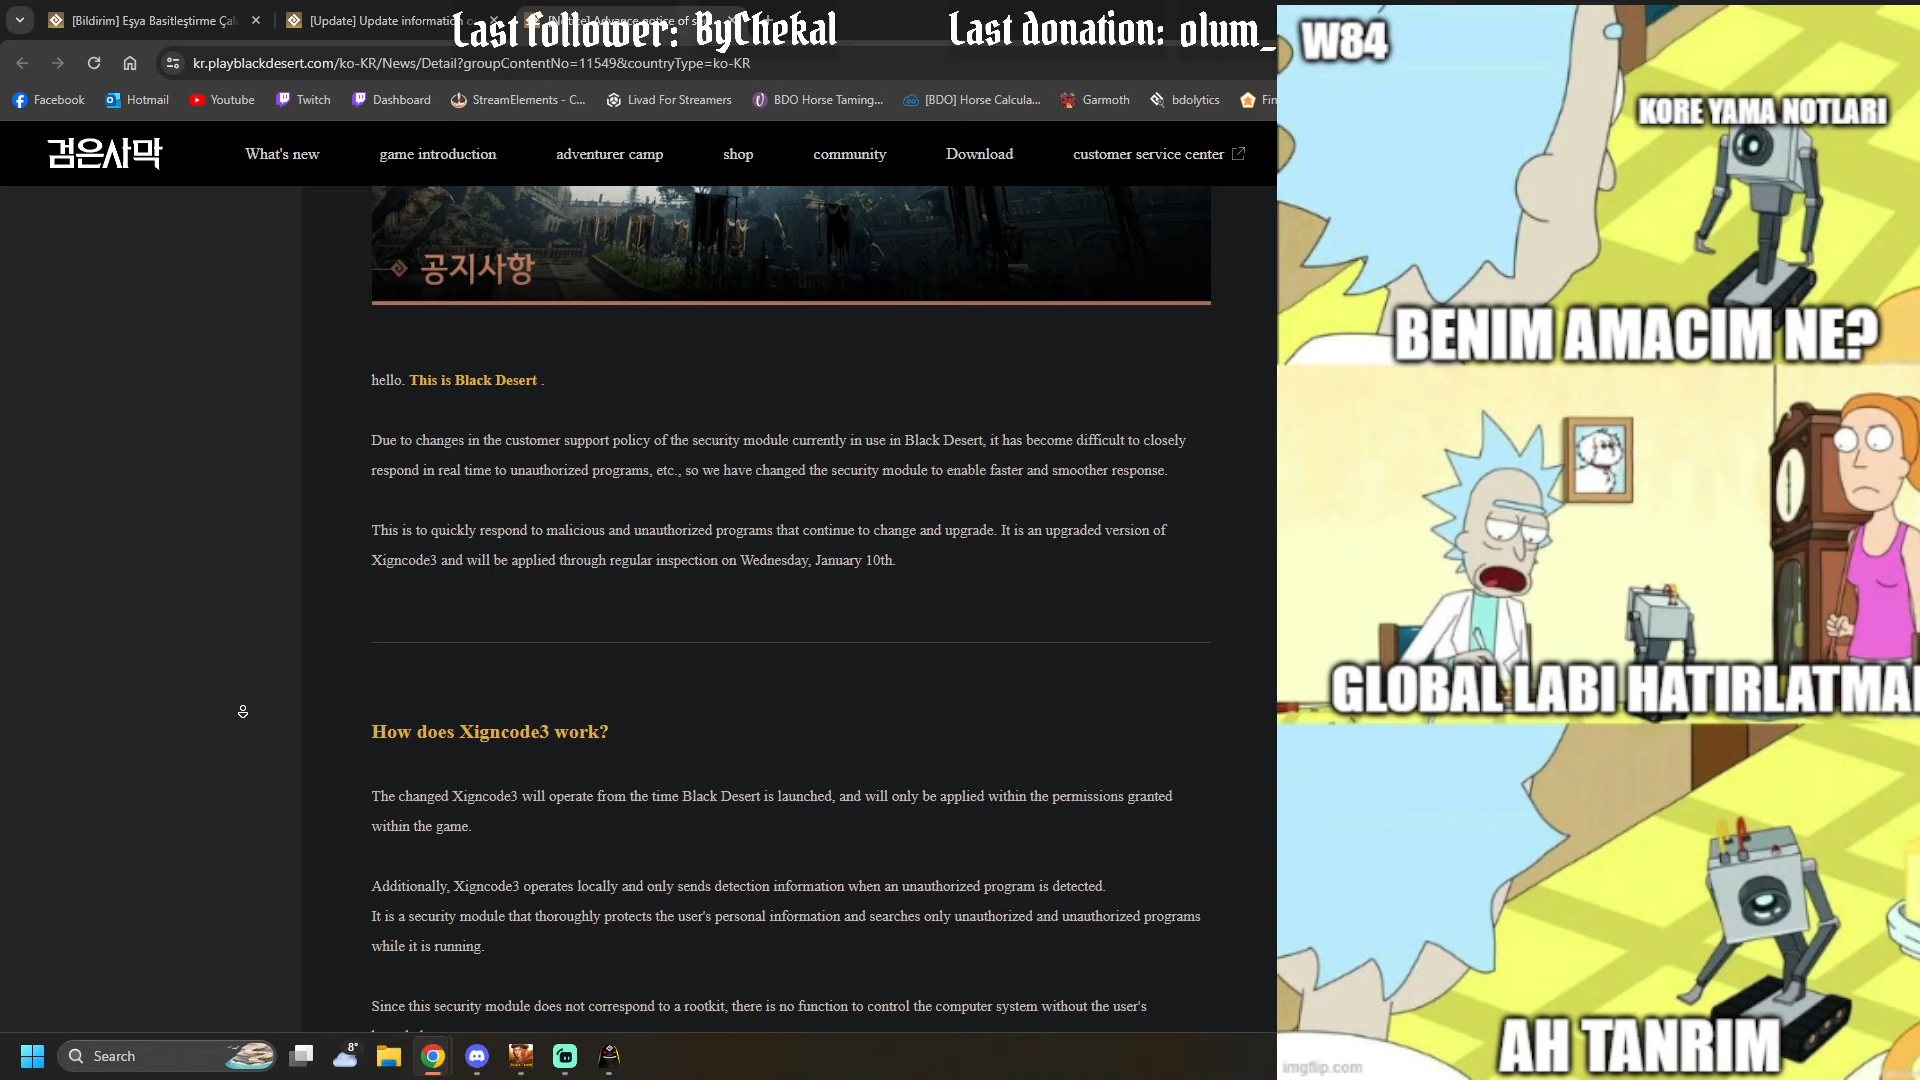 [Bildirim] Eşya Basitleştirme Çal
[Update] Update information o
Last follower: ByChekal
Last donation: olum_
kr.playblackdesert.com/ko-KR/News/Detail?groupContentNo=11549&countryType=ko-KR
Facebook
Hotmail
Youtube
Twitch
Dashboard
StreamElements - C...
Livad For Streamers
BDO Horse Taming...
[BDO] Horse Calcula...
Garmoth
bdolytics
Fin
검은사막
What's new
game introduction
adventurer camp
shop
community
Download
customer service center
공지사항
hello. This is Black Desert .
Due to changes in the customer support policy of the security module currently in use in Black Desert, it has become difficult to closely
respond in real time to unauthorized programs, etc., so we have changed the security module to enable faster and smoother response.
This is to quickly respond to malicious and unauthorized programs that continue to change and upgrade. It is an upgraded version of
Xigncode3 and will be applied through regular inspection on Wednesday, January 10th.
How does Xigncode3 work?
The changed Xigncode3 will operate from the time Black Desert is launched, and will only be applied within the permissions granted
within the game.
Additionally, Xigncode3 operates locally and only sends detection information when an unauthorized program is detected.
It is a security module that thoroughly protects the user's personal information and searches only unauthorized and unauthorized programs
while it is running.
Since this security module does not correspond to a rootkit, there is no function to control the computer system without the user's
Search
8°
W84
KORE YAMA NOTLARI
BENIM AMACIM NE?
GLOBAL LABI HATIRLATMA
AH TANRIM
imgflip.com